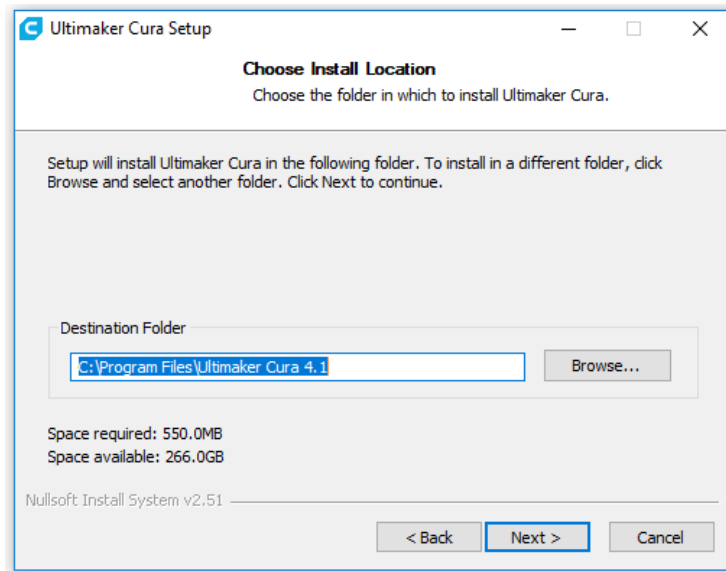 Ultimaker Cura Setup
Choose Install Location
Choose the folder in which to install Ultimaker Cura.
Setup will install Ultimaker Cura in the following folder. To install in a different folder, click
Browse and select another folder. Click Next to continue.
Destination Folder
C:\Program Files\Ultimaker Cura 4.1
Browse...
Space required: 550.0MB
Space available: 266.0GB
Nullsoft Install System v2.51
< Back
Next >
Cancel